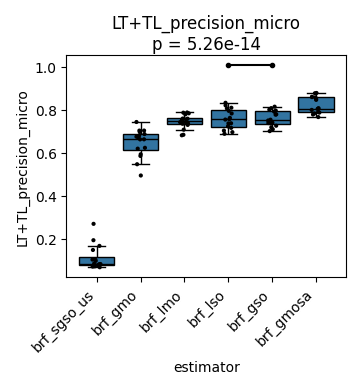 LT+TL_precision_micro
p = 5.26e-14
LT+TL_precision_micro
1.0
0.8
0.6
0.4
0.2
brf_sgso_us
brf_gmo
brf_lmo
brf_lso
brf_gso
brf_gmosa
estimator